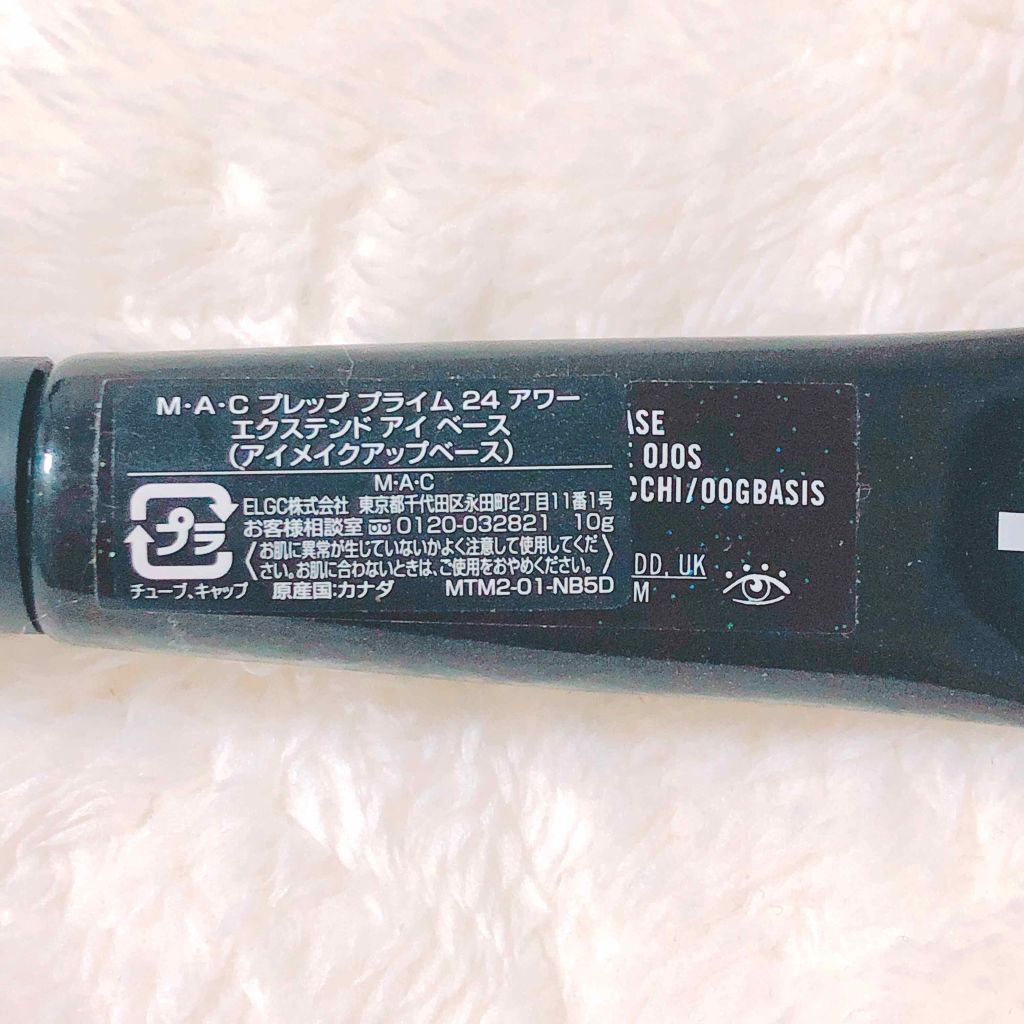 M・A・C プレップ プライム 24 アワー
エクステンド アイ ベース
(アイメイクアップベース)
M・A・C
ELGC株式会社 東京都千代田区永田町2丁目11番1号
お客様相談室 0120-032821 10g
〈お肌に異常が生じていないかよく注意して使用してくだ
さい。お肌に合わないときは、ご使用をおやめください。〉
プラ
チューブ、キャップ 原産国:カナダ MTM2-01-NB5D
ASE
E OJOS
CCHI/OOGBASIS
DD, UK
M